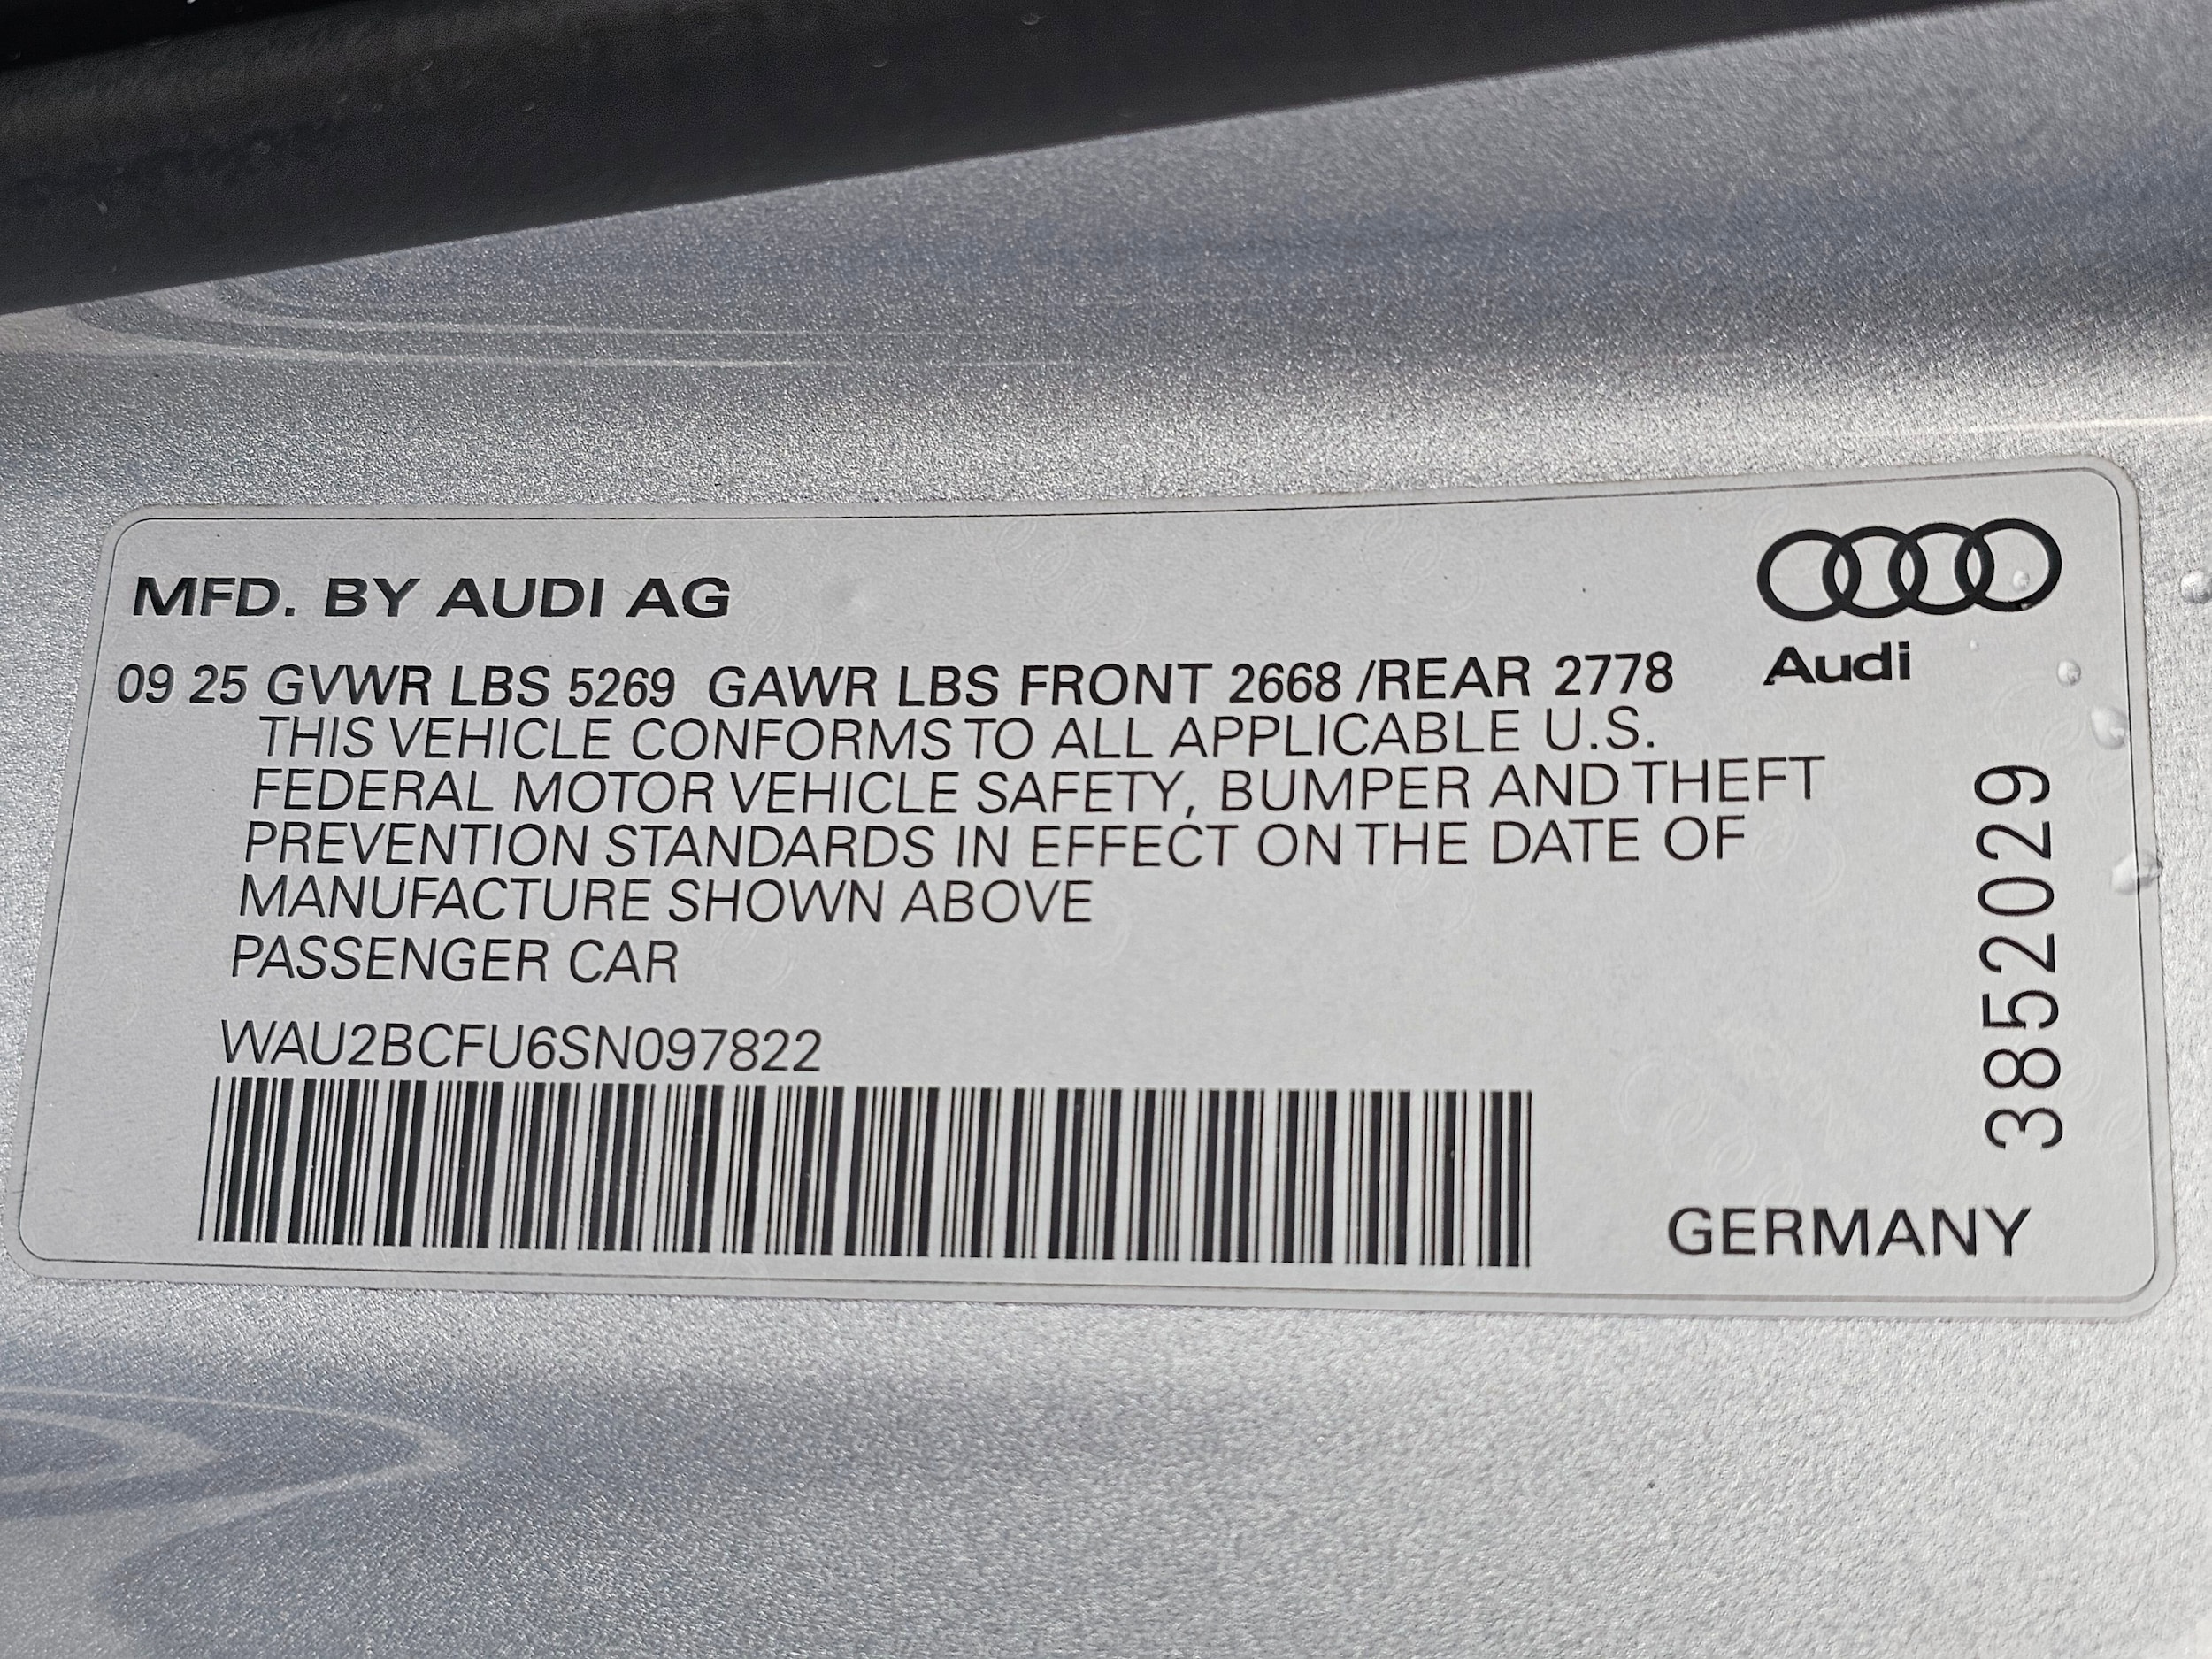 MFD. BY AUDI AG
Audi
09 25 GVWR LBS 5269 GAWR LBS FRONT 2668 /REAR 2778
THIS VEHICLE CONFORMS TO ALL APPLICABLE U.S.
FEDERAL MOTOR VEHICLE SAFETY, BUMPER AND THEFT
PREVENTION STANDARDS IN EFFECT ON THE DATE OF
MANUFACTURE SHOWN ABOVE
PASSENGER CAR
WAU2BCFU6SN097822
3852029
GERMANY